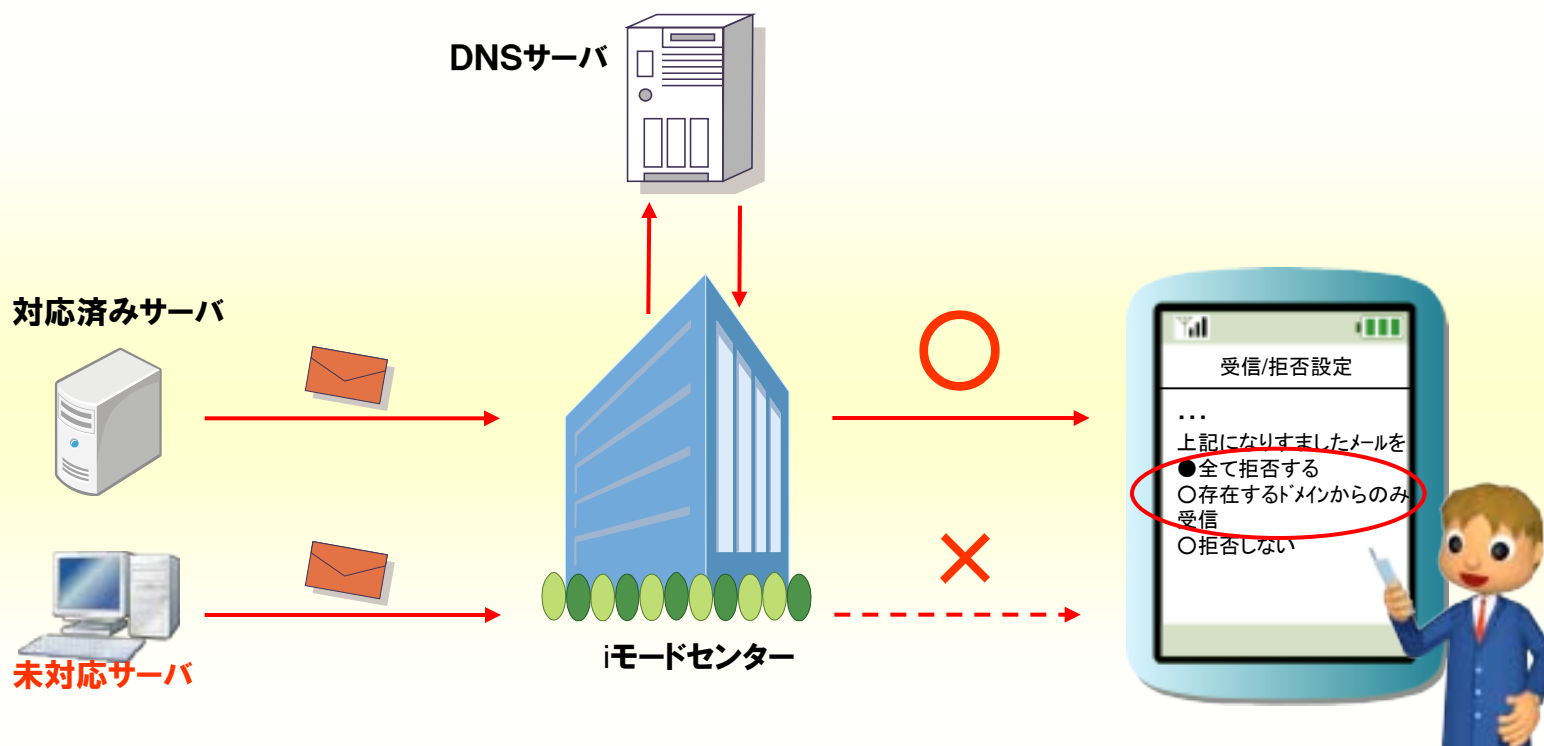 DNSサーバ
対応済みサーバ
未対応サーバ
iモードセンター
受信/拒否設定
・・・
上記になりすましたﾒｰﾙを
●全て拒否する
○存在するﾄﾞﾒｲﾝからのみ
受信
○拒否しない